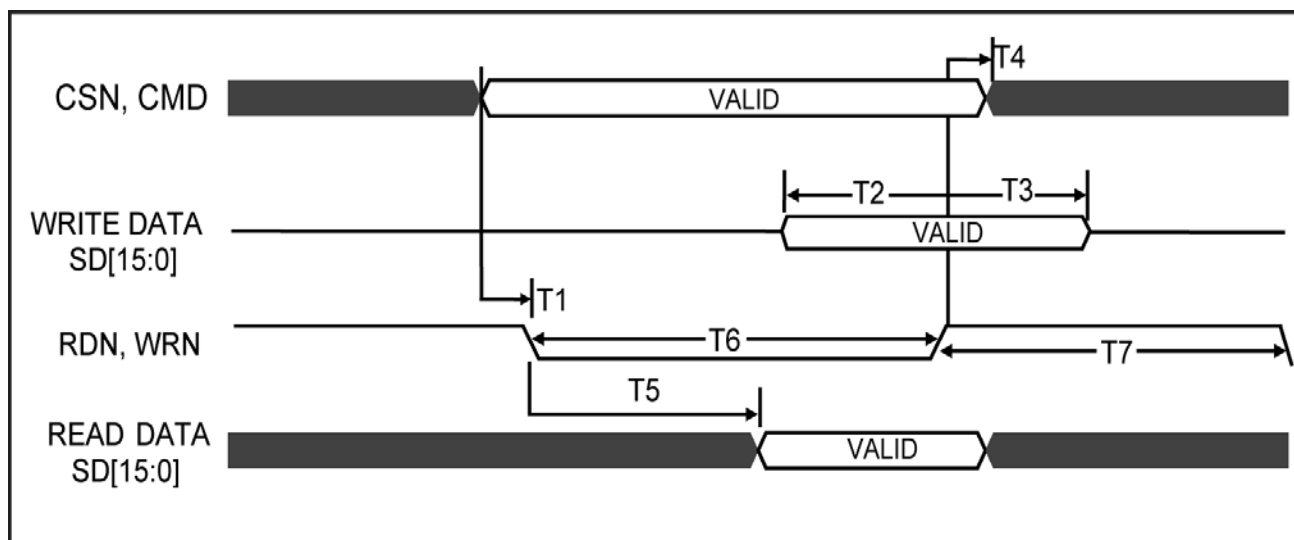 T4
CSN, CMD
VALID
T2
T3
WRITE DATA
SD[15:0]
VALID
T1
RDN, WRN
T6
T7
T5
READ DATA
SD[15:0]
VALID